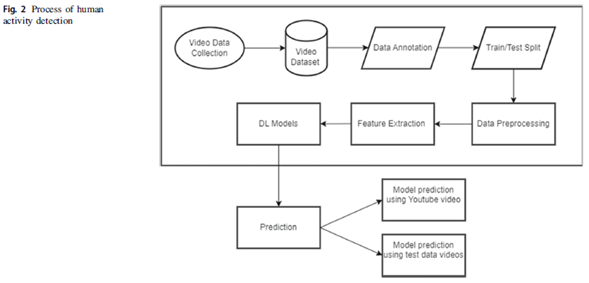 Fig. 2 Process of human
activity detection
Video Data
Collection
Video
Dataset
Data Annotation
Train/Test Split
DL Models
Feature Extraction
Data Preprocessing
Prediction
Model prediction
using Youtube video
Model prediction
using test data videos